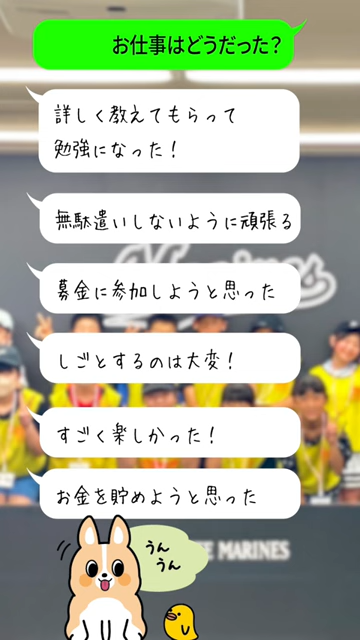 お仕事はどうだった？
詳しく教えてもらって
勉強になった！
無駄遣いしないように頑張る
募金に参加しようと思った
しごとするのは大変！
すごく楽しかった！
お金を貯めようと思った
うん
うん
MARINES